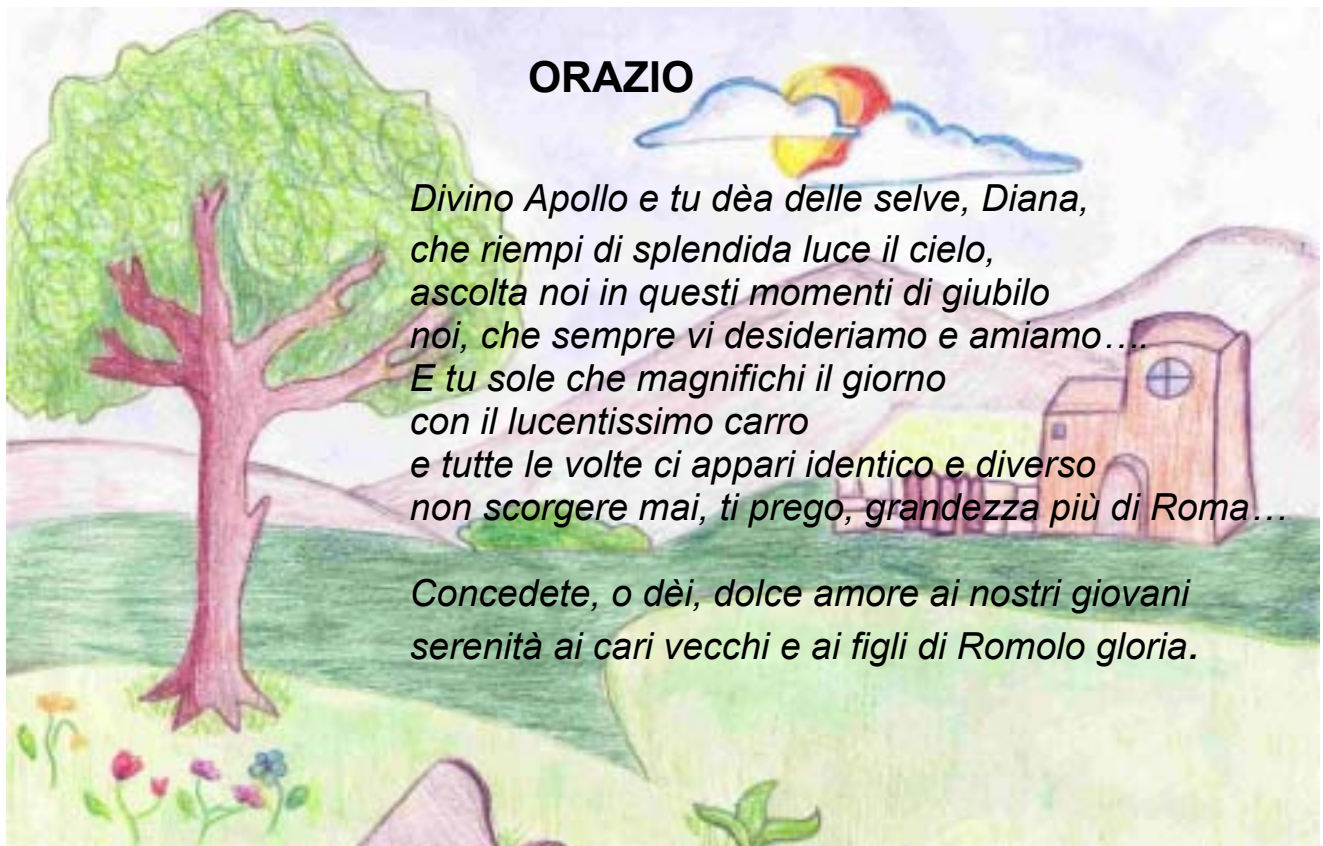 ORAZIO
Divino Apollo e tu dèa delle selve, Diana,
che riempi di splendida luce il cielo,
ascolta noi in questi momenti di giubilo
noi, che sempre vi desideriamo e amiamo….
E tu sole che magnifichi il giorno
con il lucentissimo carro
e tutte le volte ci appari identico e diverso
non scorgere mai, ti prego, grandezza più di Roma…
Concedete, o dèi, dolce amore ai nostri giovani
serenità ai cari vecchi e ai figli di Romolo gloria.